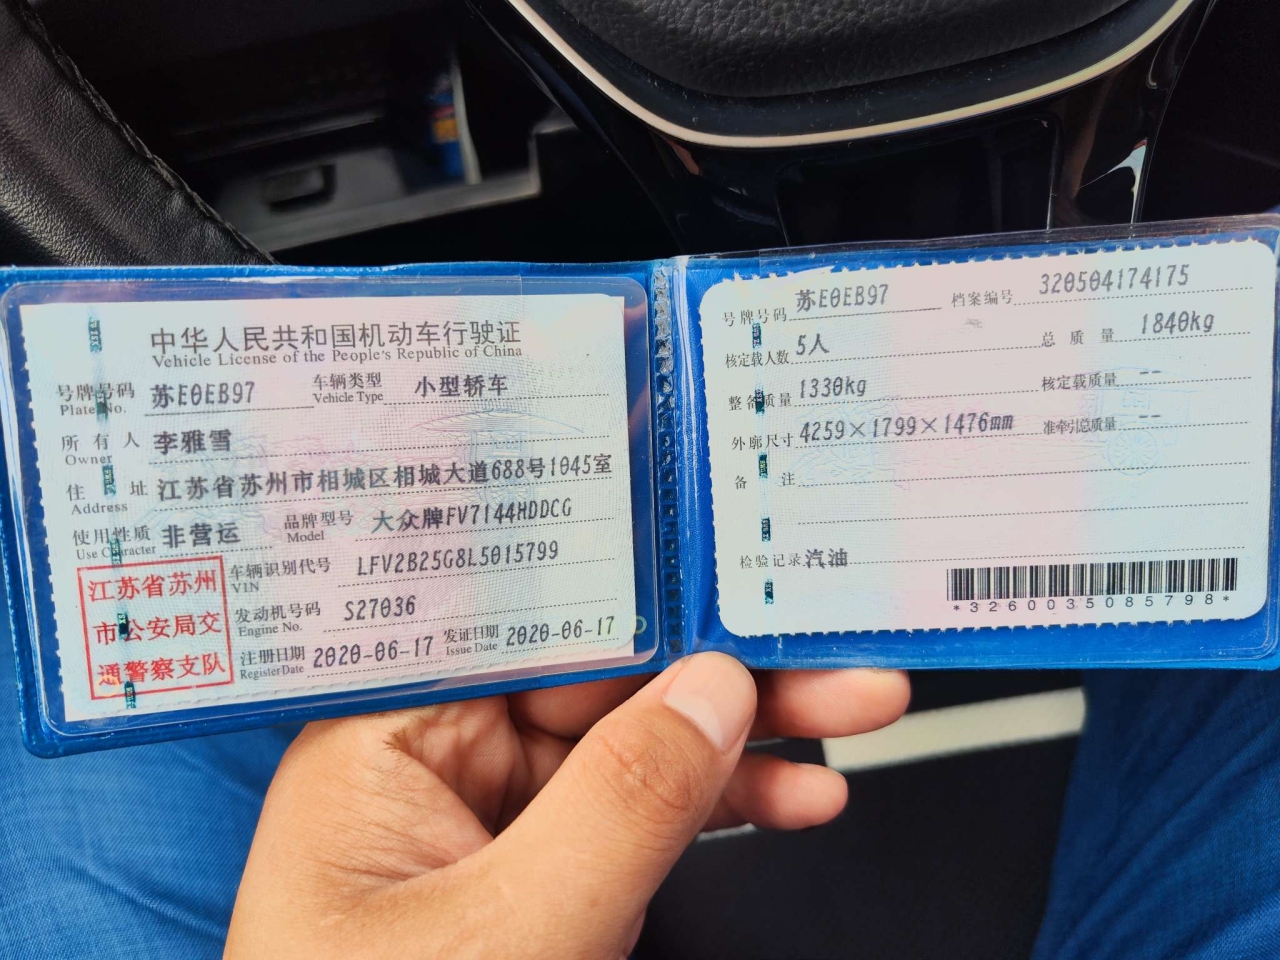 中华人民共和国机动车行驶证
Vehicle License of the People's Republic of China
号牌号码 Plate No. 苏E0EB97 车辆类型 Vehicle Type 小型轿车
所有人 Owner 李雅雪
住址 Address 江苏省苏州市相城区相城大道688号1045室
使用性质 Use Character 非营运 品牌型号 Model 大众牌FV7144HDDCG
车辆识别代号 VIN LFV2B25G8L5015799
发动机号码 Engine No. S27036
注册日期 Register Date 2020-06-17 发证日期 Issue Date 2020-06-17
江苏省苏州
市公安局交
通警察支队
号牌号码 苏E0EB97 档案编号 320504174175
核定载人数 5人 总质量 1840kg
整备质量 1330kg 核定载质量 --
外廓尺寸 4259×1799×1476mm 准牵引总质量 --
备注
检验记录 汽油
*3260035085798*